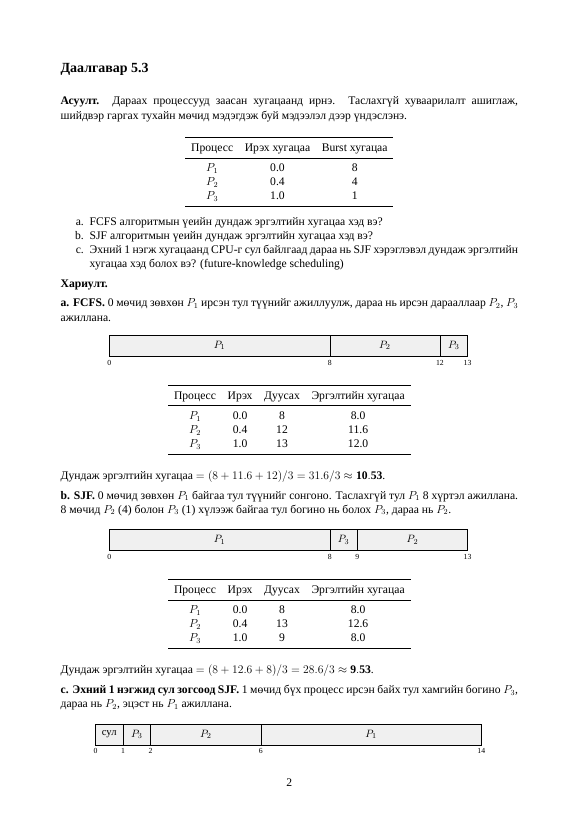 Даалгавар 5.3
Асуулт. Дараах процессууд заасан хугацаанд ирнэ. Таслахгүй хуваарилалт ашиглаж,
шийдвэр гаргах тухайн мөчид мэдэгдэж буй мэдээлэл дээр үндэслэнэ.
Процесс Ирэх хугацаа Burst хугацаа
P₁ 0.0 8
P₂ 0.4 4
P₃ 1.0 1
a. FCFS алгоритмын үеийн дундаж эргэлтийн хугацаа хэд вэ?
b. SJF алгоритмын үеийн дундаж эргэлтийн хугацаа хэд вэ?
c. Эхний 1 нэгж хугацаанд CPU-г сул байлгаад дараа нь SJF хэрэглэвэл дундаж эргэлтийн
хугацаа хэд болох вэ? (future-knowledge scheduling)
Хариулт.
a. FCFS. 0 мөчид зөвхөн P₁ ирсэн тул түүнийг ажиллуулж, дараа нь ирсэн дарааллаар P₂, P₃
ажиллана.
P₁ P₂ P₃
0 8 12 13
Процесс Ирэх Дуусах Эргэлтийн хугацаа
P₁ 0.0 8 8.0
P₂ 0.4 12 11.6
P₃ 1.0 13 12.0
Дундаж эргэлтийн хугацаа = (8 + 11.6 + 12)/3 = 31.6/3 ≈ 10.53.
b. SJF. 0 мөчид зөвхөн P₁ байгаа тул түүнийг сонгоно. Таслахгүй тул P₁ 8 хүртэл ажиллана.
8 мөчид P₂ (4) болон P₃ (1) хүлээж байгаа тул богино нь болох P₃, дараа нь P₂.
P₁ P₃ P₂
0 8 9 13
Процесс Ирэх Дуусах Эргэлтийн хугацаа
P₁ 0.0 8 8.0
P₂ 0.4 13 12.6
P₃ 1.0 9 8.0
Дундаж эргэлтийн хугацаа = (8 + 12.6 + 8)/3 = 28.6/3 ≈ 9.53.
c. Эхний 1 нэгжид сул зогсоод SJF. 1 мөчид бүх процесс ирсэн байх тул хамгийн богино P₃,
дараа нь P₂, эцэст нь P₁ ажиллана.
сул P₃ P₂ P₁
0 1 2 6 14
2